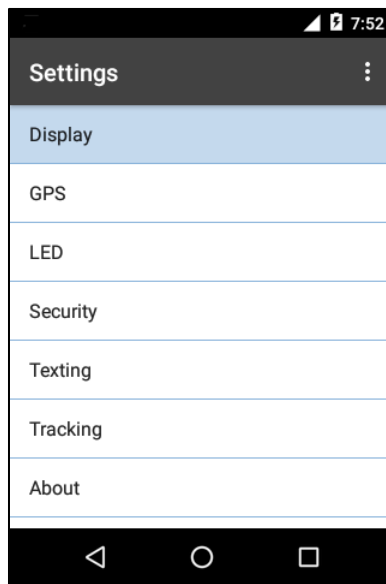 7:52
Settings
Display
GPS
LED
Security
Texting
Tracking
About